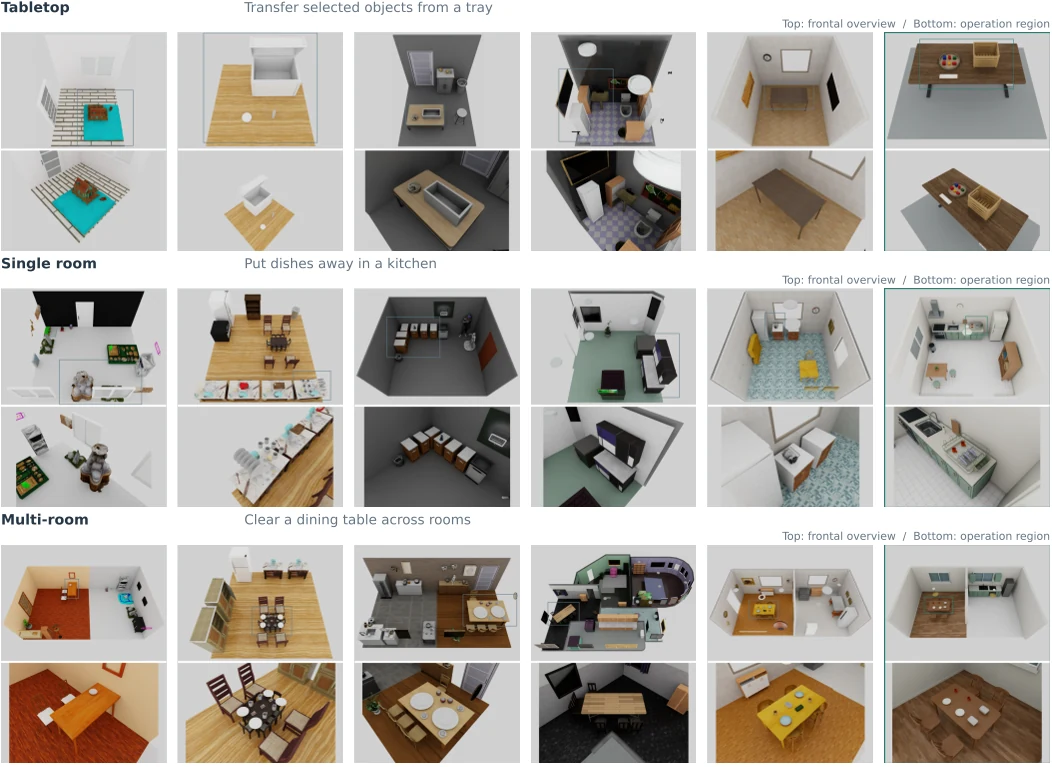 Tabletop Transfer selected objects from a tray
Top: frontal overview / Bottom: operation region
Single room Put dishes away in a kitchen
Top: frontal overview / Bottom: operation region
Multi-room Clear a dining table across rooms
Top: frontal overview / Bottom: operation region